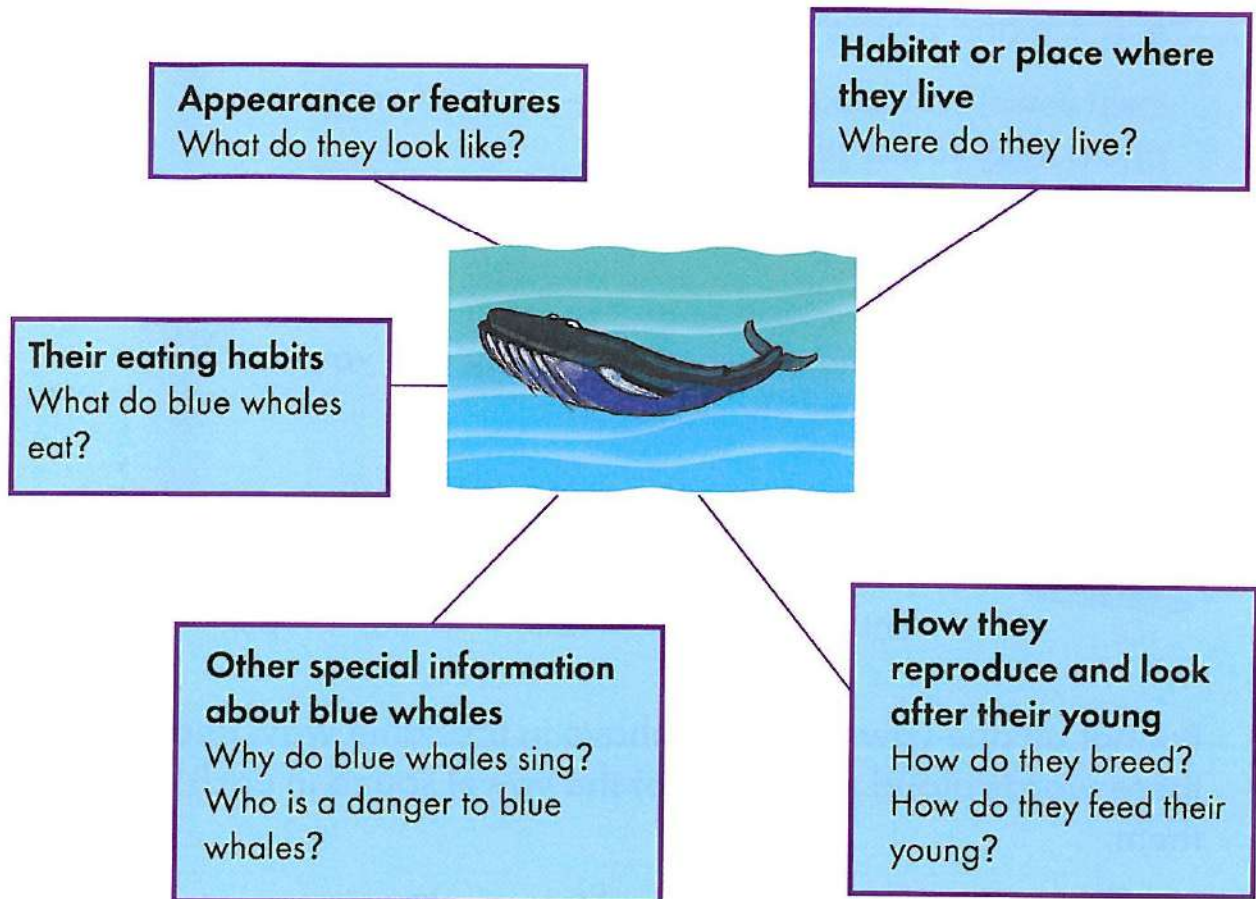 Appearance or features
What do they look like?
Habitat or place where
they live
Where do they live?
Their eating habits
What do blue whales
eat?
Other special information
about blue whales
Why do blue whales sing?
Who is a danger to blue
whales?
How they
reproduce and look
after their young
How do they breed?
How do they feed their
young?